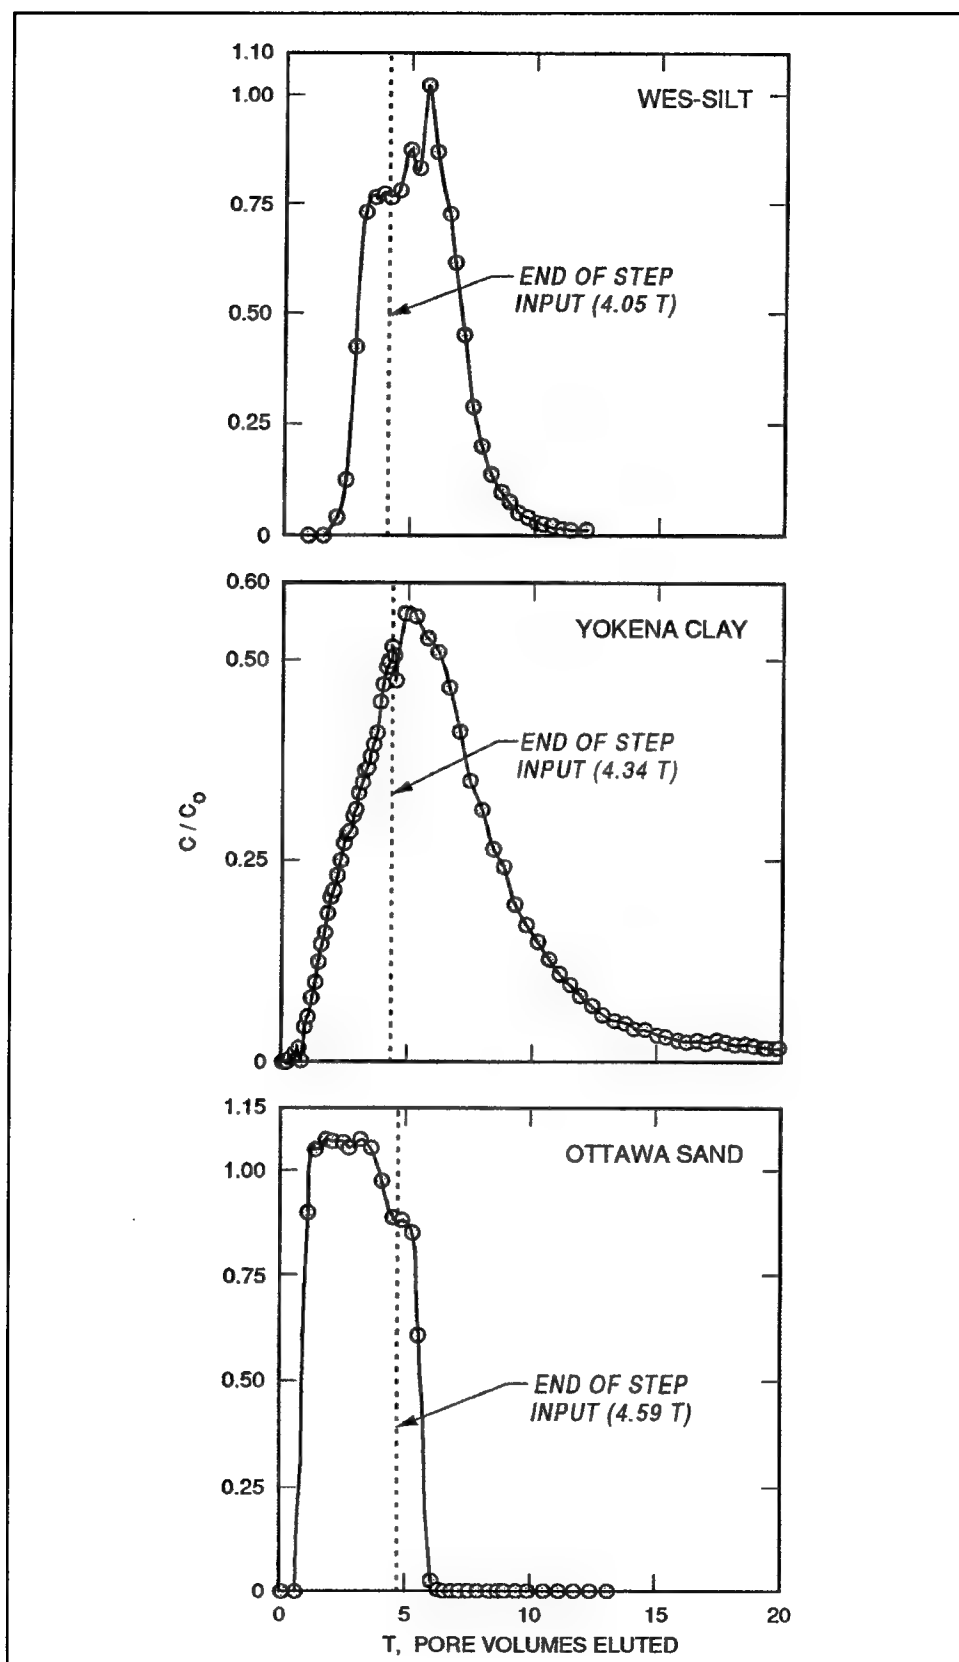 1.10
1.00
WES-SILT
0.75
END OF STEP
INPUT (4.05 T)
0.50
0.25
0
0.60
YOKENA CLAY
0.50
END OF STEP
INPUT (4.34 T)
C / C₀
0.25
0
1.15
OTTAWA SAND
1.00
0.75
0.50
END OF STEP
INPUT (4.59 T)
0.25
0
0 5 10 15 20
T, PORE VOLUMES ELUTED